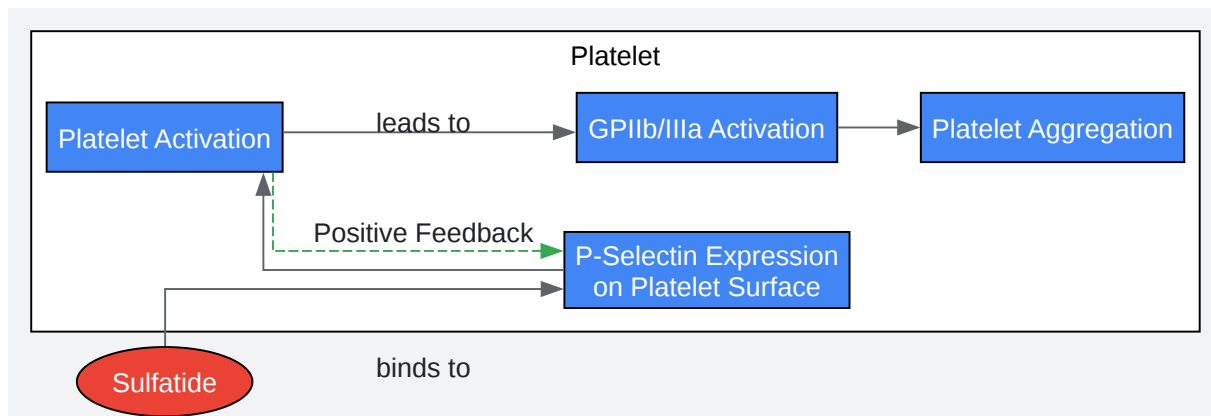 Platelet
Platelet Activation
leads to
GPIIb/IIIa Activation
Platelet Aggregation
Positive Feedback
P-Selectin Expression
on Platelet Surface
binds to
Sulfatide